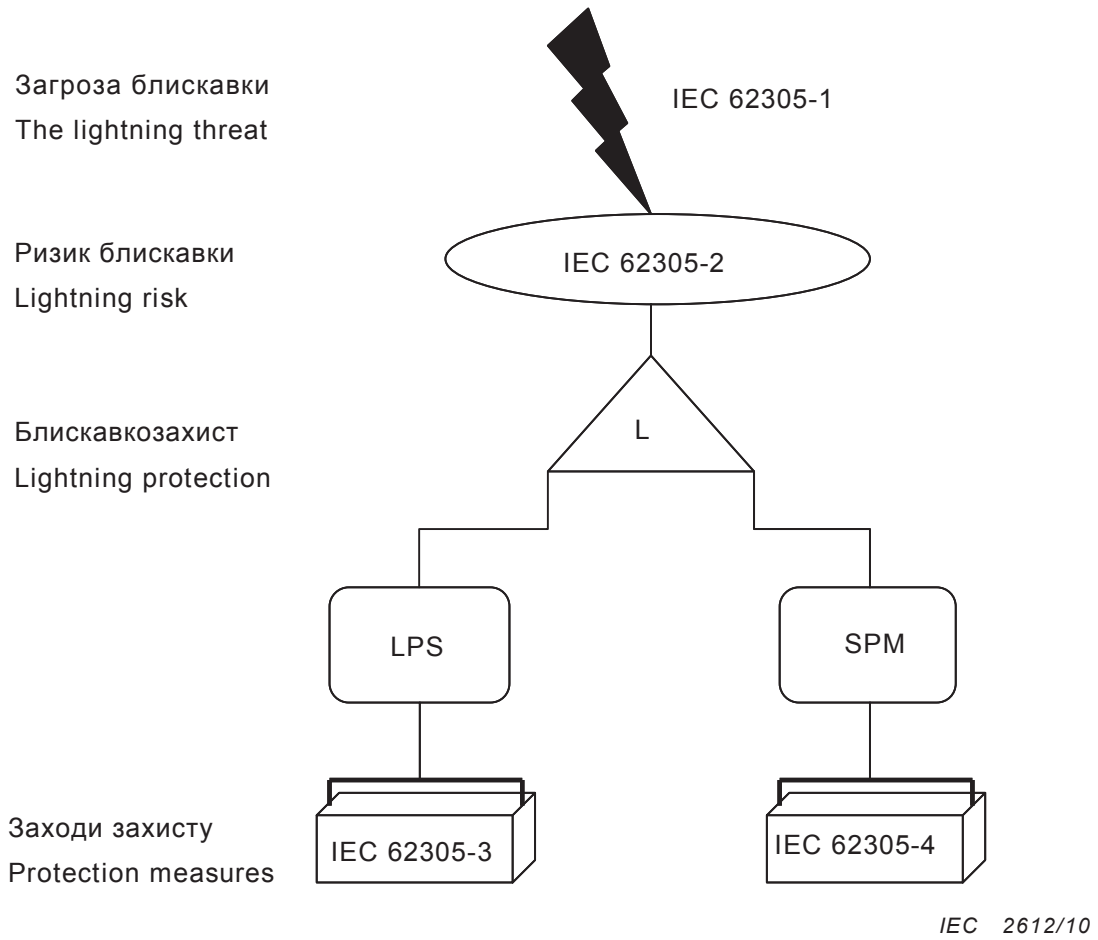 Загроза блискавки
The lightning threat
IEC 62305-1
Ризик блискавки
Lightning risk
IEC 62305-2
Блискавкозахист
Lightning protection
L
LPS
SPM
Заходи захисту
Protection measures
IEC 62305-3
IEC 62305-4
IEC 2612/10